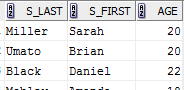 S_LAST S_FIRST AGE
Miller Sarah 20
Umato Brian 20
Black Daniel 22